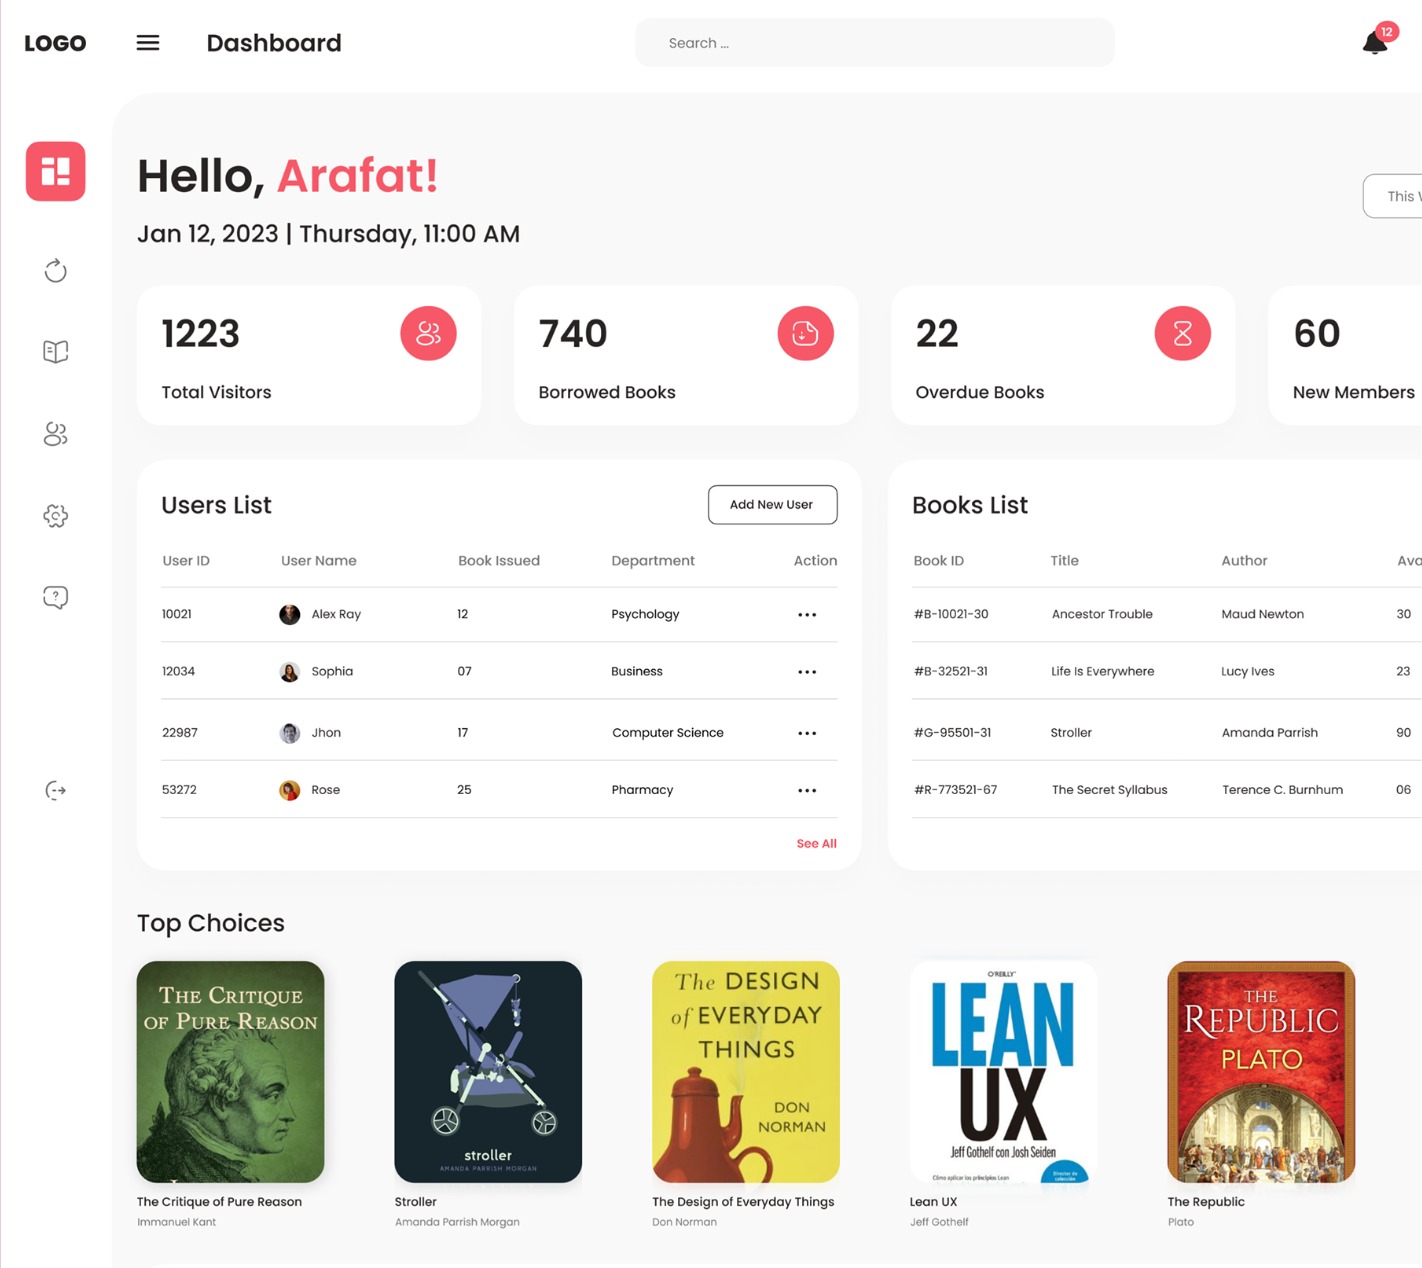 LOGO
Dashboard
Search ...
12
Hello, Arafat!
Jan 12, 2023 | Thursday, 11:00 AM
This
1223
Total Visitors
740
Borrowed Books
22
Overdue Books
60
New Members
Users List
Add New User
User ID User Name Book Issued Department Action
10021 Alex Ray 12 Psychology
12034 Sophia 07 Business
22987 Jhon 17 Computer Science
53272 Rose 25 Pharmacy
See All
Books List
Book ID Title Author Ava
#B-10021-30 Ancestor Trouble Maud Newton 30
#B-32521-31 Life Is Everywhere Lucy Ives 23
#G-95501-31 Stroller Amanda Parrish 90
#R-773521-67 The Secret Syllabus Terence C. Burnhum 06
Top Choices
THE CRITIQUE
OF PURE REASON
The Critique of Pure Reason
Immanuel Kant
stroller
AMANDA PARRISH MORGAN
Stroller
Amanda Parrish Morgan
The DESIGN
of EVERYDAY
THINGS
DON
NORMAN
The Design of Everyday Things
Don Norman
O'REILLY
LEAN
UX
Jeff Gothelf con Josh Seiden
Cómo aplicar los principios Lean
Director de
colección
Lean UX
Jeff Gothelf
THE
REPUBLIC
PLATO
The Republic
Plato